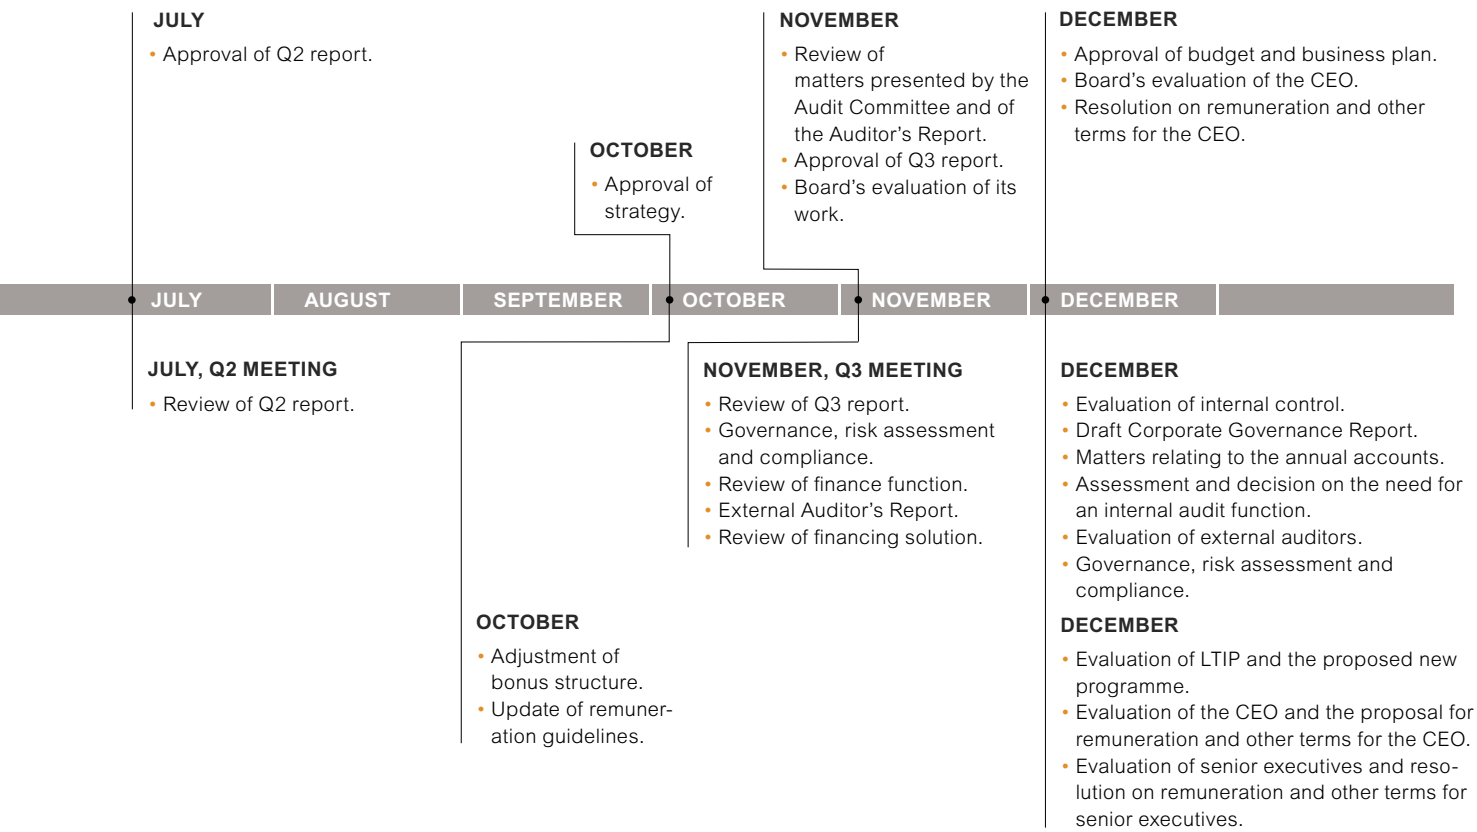 JULY
• Approval of Q2 report.
OCTOBER
• Approval of
strategy.
NOVEMBER
• Review of
matters presented by the
Audit Committee and of
the Auditor’s Report.
• Approval of Q3 report.
• Board’s evaluation of its
work.
DECEMBER
• Approval of budget and business plan.
• Board’s evaluation of the CEO.
• Resolution on remuneration and other
terms for the CEO.
JULY AUGUST SEPTEMBER OCTOBER NOVEMBER DECEMBER
JULY, Q2 MEETING
• Review of Q2 report.
OCTOBER
• Adjustment of
bonus structure.
• Update of remuner-
ation guidelines.
NOVEMBER, Q3 MEETING
• Review of Q3 report.
• Governance, risk assessment
and compliance.
• Review of finance function.
• External Auditor’s Report.
• Review of financing solution.
DECEMBER
• Evaluation of internal control.
• Draft Corporate Governance Report.
• Matters relating to the annual accounts.
• Assessment and decision on the need for
an internal audit function.
• Evaluation of external auditors.
• Governance, risk assessment and
compliance.
DECEMBER
• Evaluation of LTIP and the proposed new
programme.
• Evaluation of the CEO and the proposal for
remuneration and other terms for the CEO.
• Evaluation of senior executives and reso-
lution on remuneration and other terms for
senior executives.